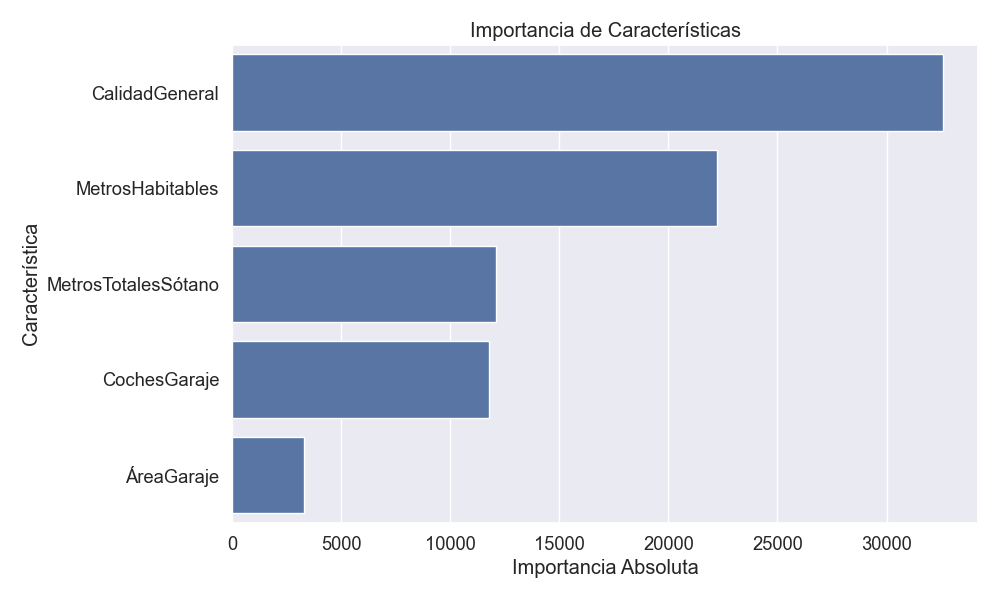 Importancia de Características
Característica
CalidadGeneral
MetrosHabitables
MetrosTotalesSótano
CochesGaraje
ÁreaGaraje
0 5000 10000 15000 20000 25000 30000
Importancia Absoluta